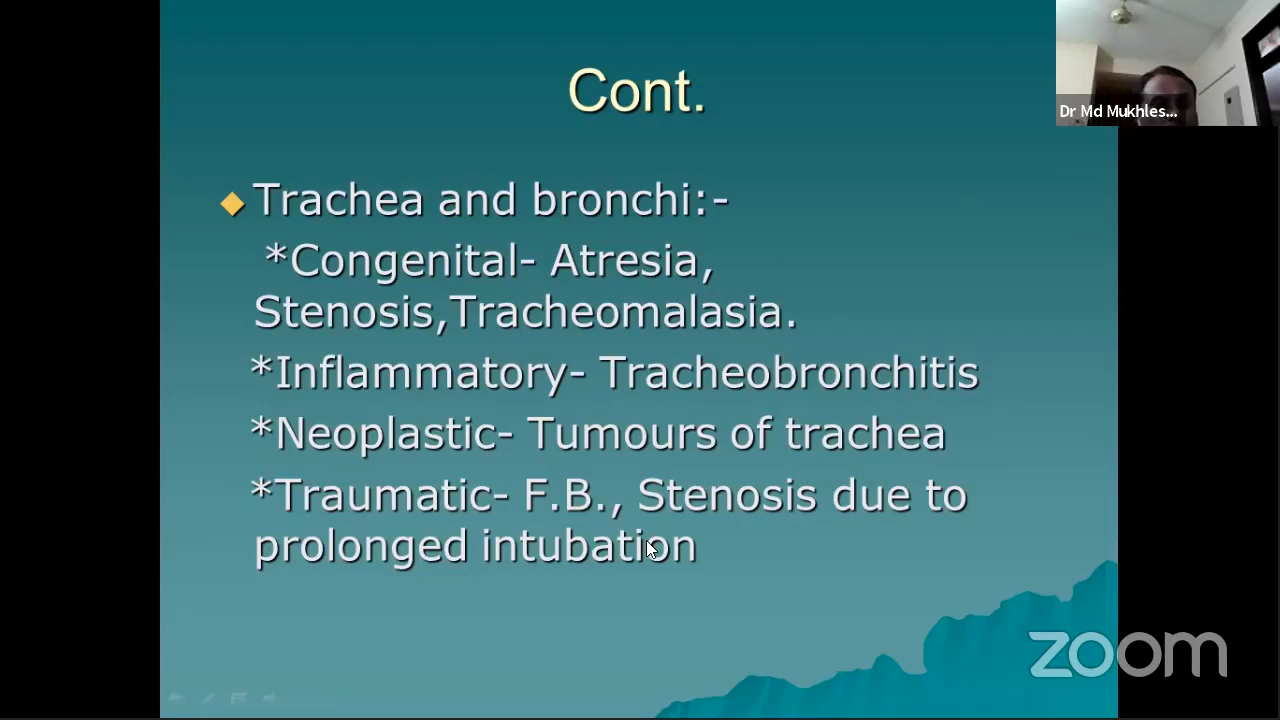 Cont.
Dr Md Mukhles...
Trachea and bronchi:-
*Congenital- Atresia,
Stenosis,Tracheomalasia.
*Inflammatory- Tracheobronchitis
*Neoplastic- Tumours of trachea
*Traumatic- F.B., Stenosis due to
prolonged intubation
zoom